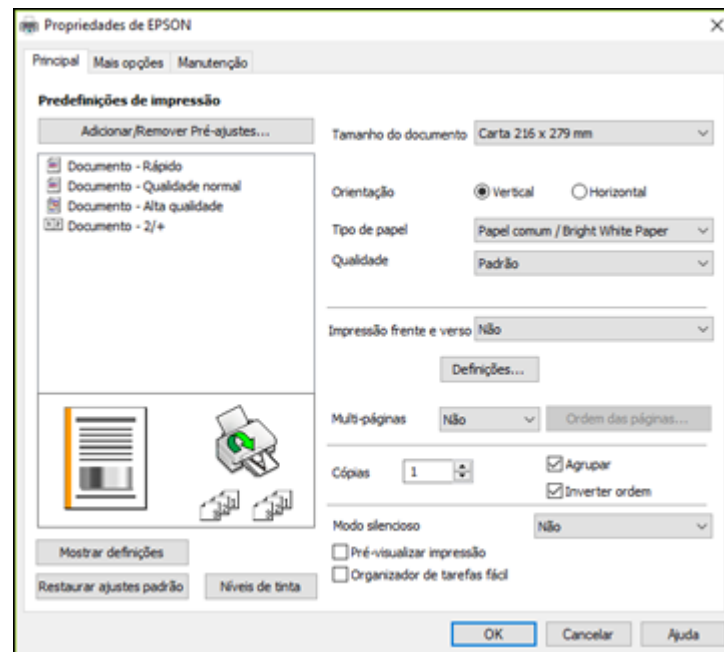 Propriedades de EPSON
Principal Mais opções Manutenção
Predefinições de impressão
Adicionar/Remover Pré-ajustes...
Documento - Rápido
Documento - Qualidade normal
Documento - Alta qualidade
Documento - 2/+
Mostrar definições
Restaurar ajustes padrão Níveis de tinta
Tamanho do documento Carta 216 x 279 mm
Orientação Vertical Horizontal
Tipo de papel Papel comum / Bright White Paper
Qualidade Padrão
Impressão frente e verso Não
Definições...
Multi-páginas Não Ordem das páginas...
Cópias 1 Agrupar
Inverter ordem
Modo silencioso Não
Pré-visualizar impressão
Organizador de tarefas fácil
OK Cancelar Ajuda